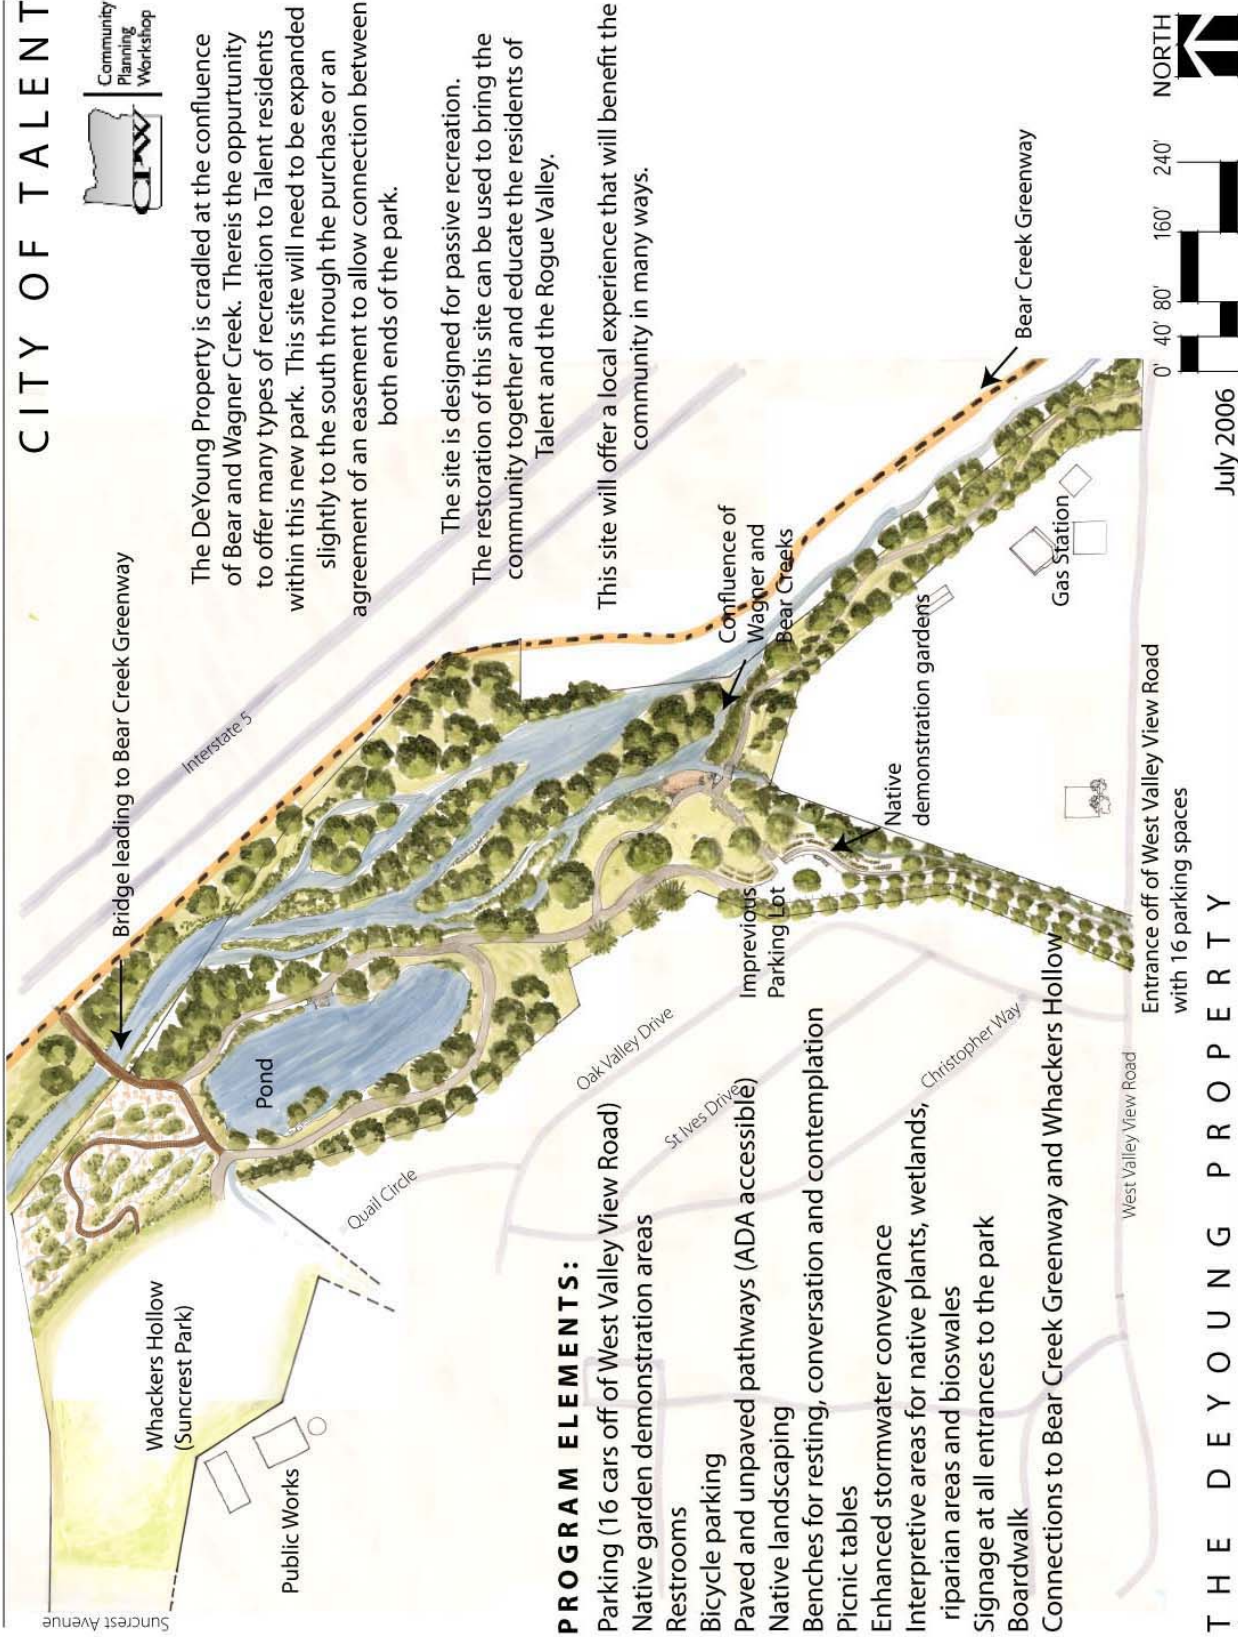 CITY OF TALENT
Community
Planning
Workshop
CPW
The DeYoung Property is cradled at the confluence
of Bear and Wagner Creek. Thereis the oppurtunity
to offer many types of recreation to Talent residents
within this new park. This site will need to be expanded
slightly to the south through the purchase or an
agreement of an easement to allow connection between
both ends of the park.
The site is designed for passive recreation.
The restoration of this site can be used to bring the
community together and educate the residents of
Talent and the Rogue Valley.
This site will offer a local experience that will benefit the
community in many ways.
Bridge leading to Bear Creek Greenway
Interstate 5
Confluence of
Wagner and
Bear Creeks
Bear Creek Greenway
Pond
Whackers Hollow
(Suncrest Park)
Public Works
Suncrest Avenue
Quail Circle
Oak Valley Drive
St Ives Drive
Christopher Way
Imprevious
Parking Lot
Native
demonstration gardens
Gas Station
West Valley View Road
Entrance off of West Valley View Road
with 16 parking spaces
PROGRAM ELEMENTS:
Parking (16 cars off of West Valley View Road)
Native garden demonstration areas
Restrooms
Bicycle parking
Paved and unpaved pathways (ADA accessible)
Native landscaping
Benches for resting, conversation and contemplation
Picnic tables
Enhanced stormwater conveyance
Interpretive areas for native plants, wetlands,
riparian areas and bioswales
Signage at all entrances to the park
Boardwalk
Connections to Bear Creek Greenway and Whackers Hollow
THE DEYOUNG PROPERTY
July 2006
0' 40' 80' 160' 240'
NORTH